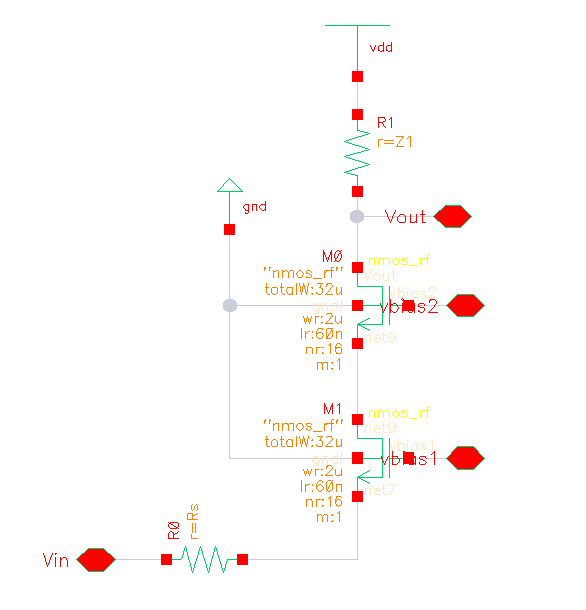 vdd
R1
r=Z1
gnd
Vout
M0
nmos_rf
"nmos_rf"
Vout
totalW:32u
vbias2
gnd!
vbias2
wr:2u
lr:60n
net9
nr:16
m:1
M1
nmos_rf
"nmos_rf"
net9
totalW:32u
vbias1
gnd!
vbias1
wr:2u
lr:60n
net7
nr:16
m:1
R0
r=Rs
Vin